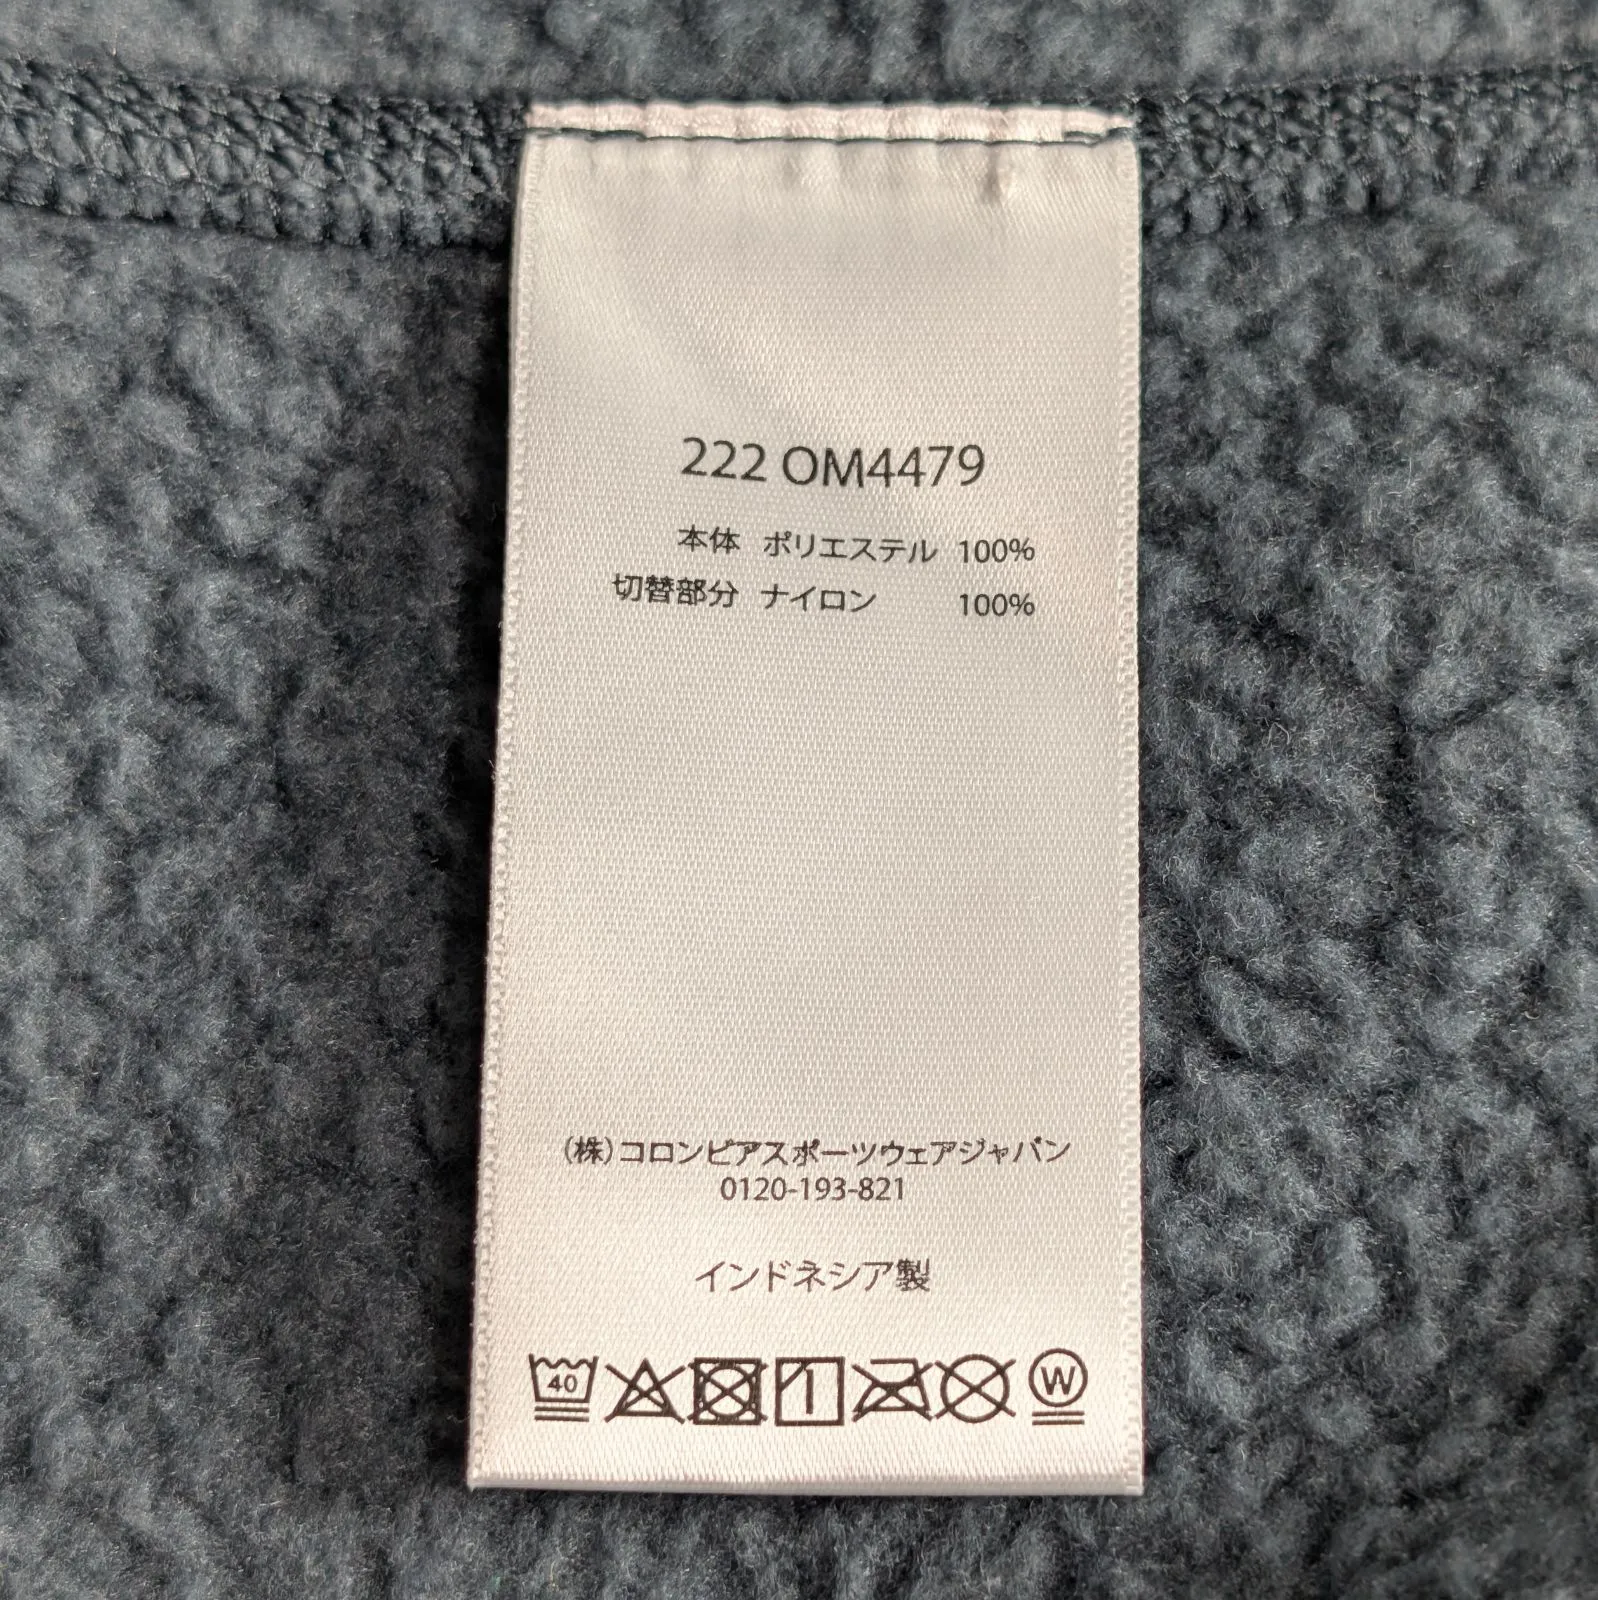 222 OM4479
本体 ポリエステル 100%
切替部分 ナイロン 100%
(株)コロンビアスポーツウェアジャパン
0120-193-821
インドネシア製
40 W